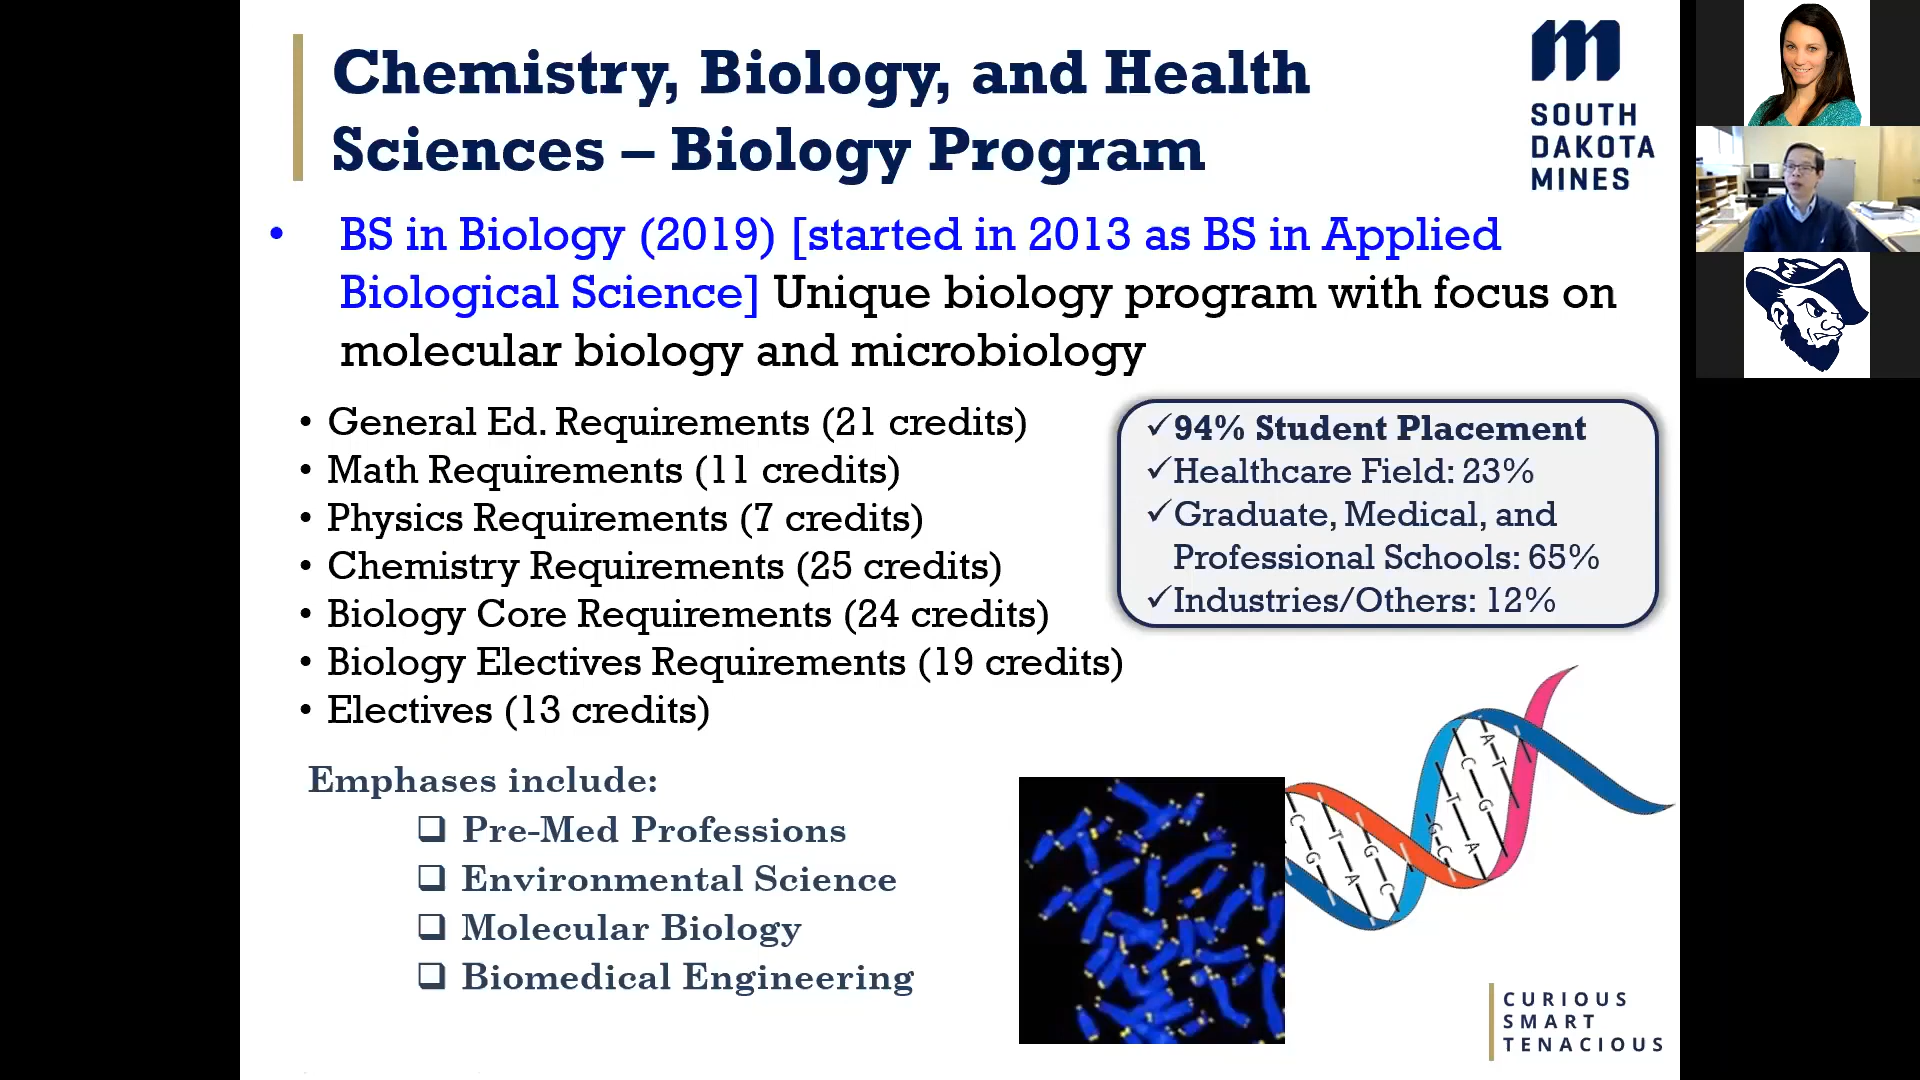 Chemistry, Biology, and Health
Sciences – Biology Program
SOUTH
DAKOTA
MINES
• BS in Biology (2019) [started in 2013 as BS in Applied
Biological Science] Unique biology program with focus on
molecular biology and microbiology
• General Ed. Requirements (21 credits)
• Math Requirements (11 credits)
• Physics Requirements (7 credits)
• Chemistry Requirements (25 credits)
• Biology Core Requirements (24 credits)
• Biology Electives Requirements (19 credits)
• Electives (13 credits)
✓94% Student Placement
✓Healthcare Field: 23%
✓Graduate, Medical, and
Professional Schools: 65%
✓Industries/Others: 12%
Emphases include:
❑ Pre-Med Professions
❑ Environmental Science
❑ Molecular Biology
❑ Biomedical Engineering
A T
C G
T A
G C
C G
T A
G C
CURIOUS
SMART
TENACIOUS